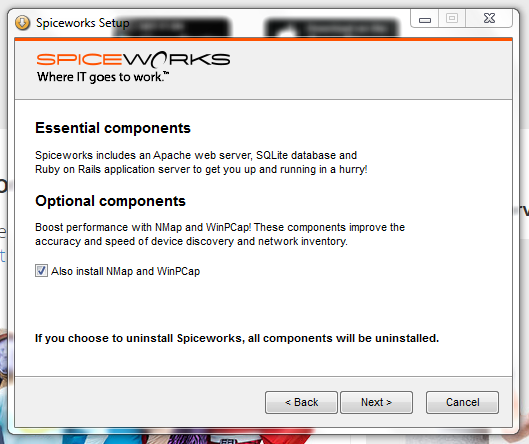 Spiceworks Setup
SPICEWORKS
Where IT goes to work.™
Essential components
Spiceworks includes an Apache web server, SQLite database and
Ruby on Rails application server to get you up and running in a hurry!
Optional components
Boost performance with NMap and WinPCap! These components improve the
accuracy and speed of device discovery and network inventory.
Also install NMap and WinPCap
If you choose to uninstall Spiceworks, all components will be uninstalled.
< Back
Next >
Cancel